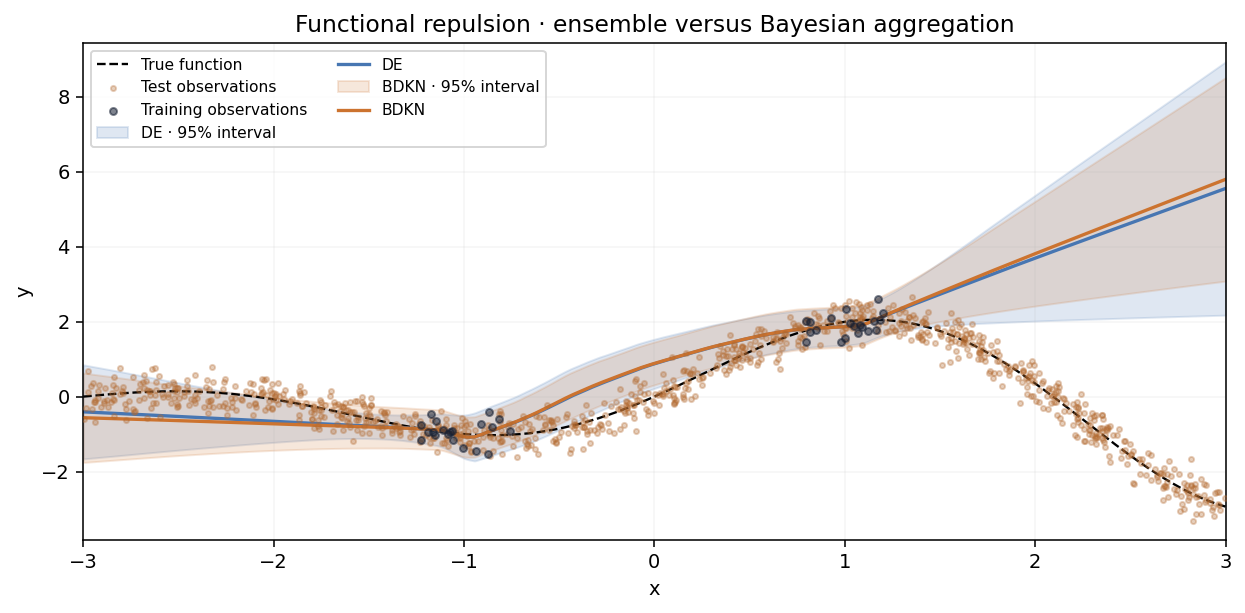 Functional repulsion · ensemble versus Bayesian aggregation
True function
Test observations
Training observations
DE · 95% interval
DE
BDKN · 95% interval
BDKN
y
8
6
4
2
0
−2
−3
−2
−1
0
1
2
3
x